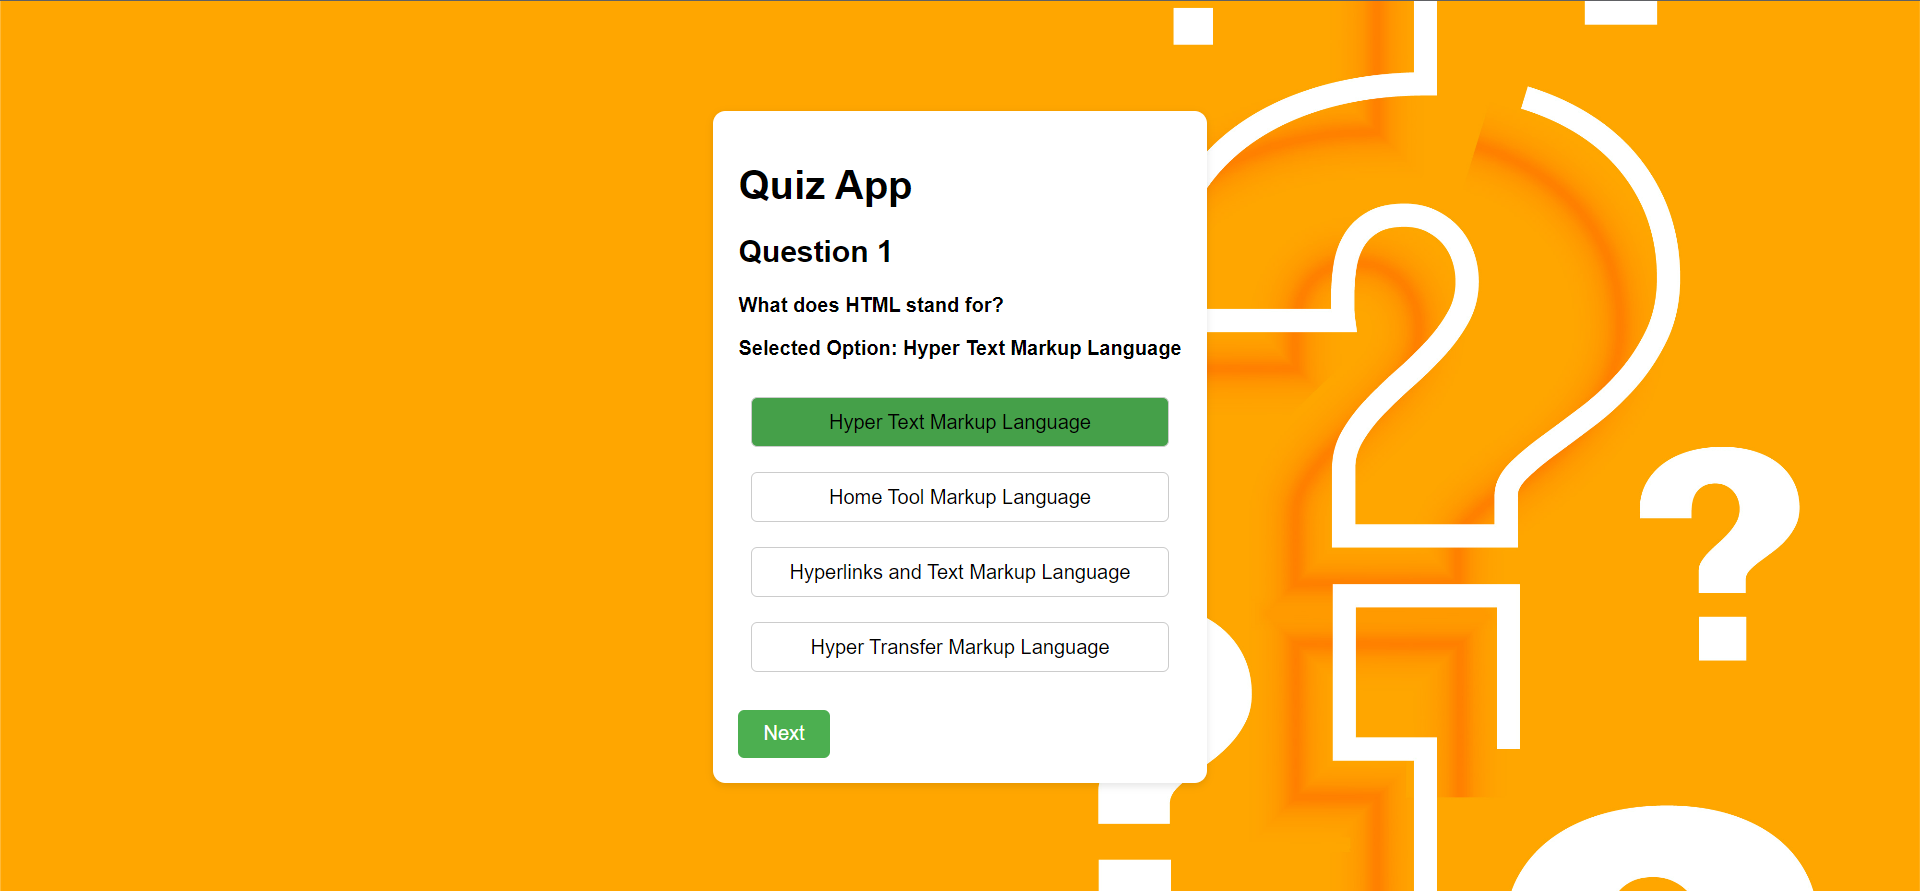 Quiz App
Question 1
What does HTML stand for?
Selected Option: Hyper Text Markup Language
Hyper Text Markup Language
Home Tool Markup Language
Hyperlinks and Text Markup Language
Hyper Transfer Markup Language
Next